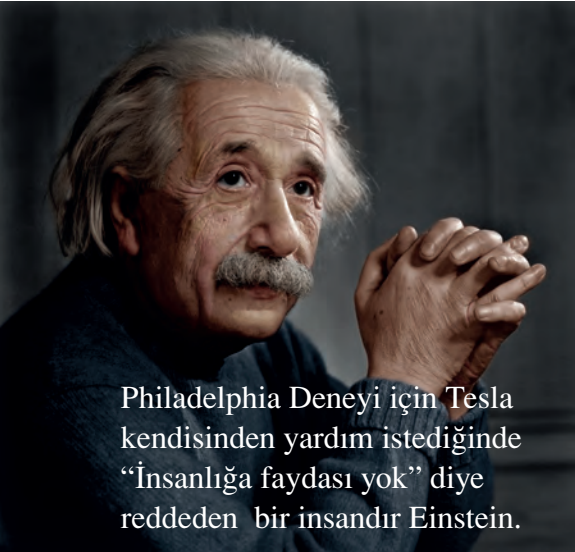 Philadelphia Deneyi için Tesla
kendisinden yardım istediğinde
“İnsanlığa faydası yok” diye
reddeden bir insandır Einstein.